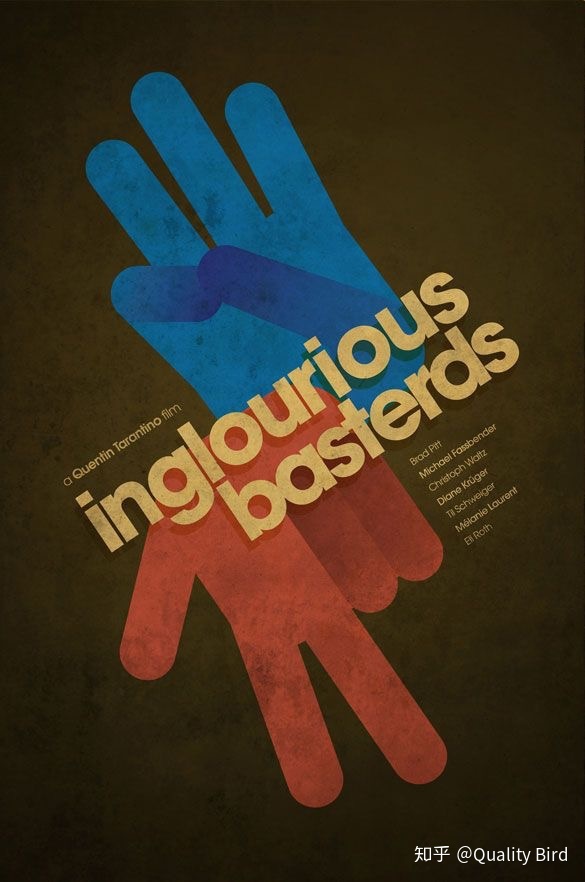 a Quentin Tarantino film
inglourious
basterds
Brad Pitt
Michael Fassbender
Christoph Waltz
Diane Krüger
Til Schweiger
Mélanie Laurent
Eli Roth
知乎 @Quality Bird